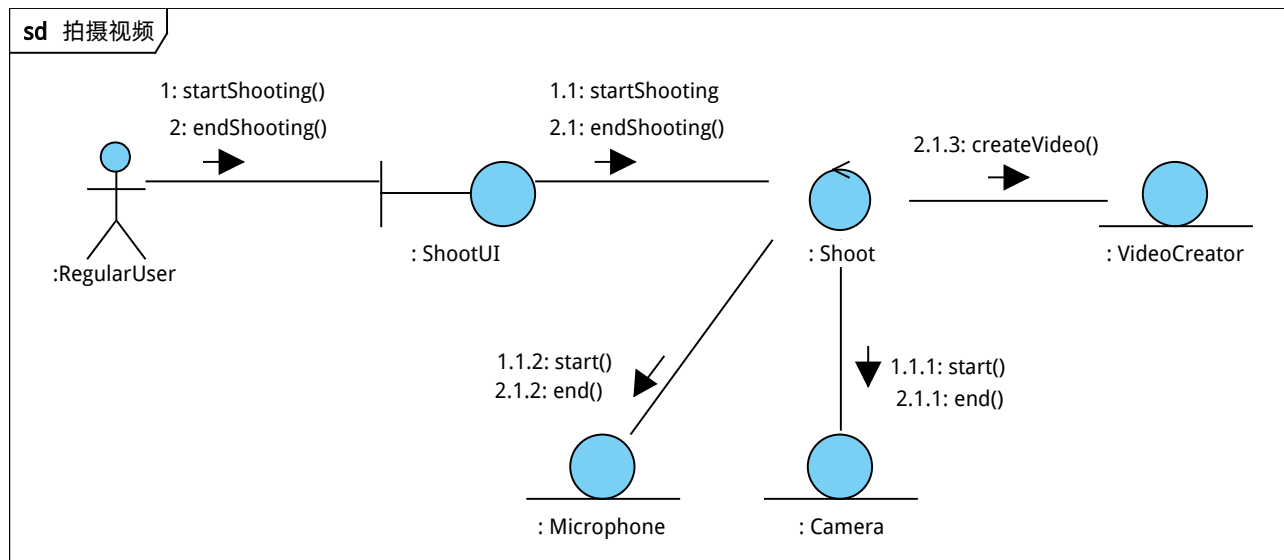 sd 拍摄视频
1: startShooting()
2: endShooting()
1.1: startShooting
2.1: endShooting()
2.1.3: createVideo()
:RegularUser
: ShootUI
: Shoot
: VideoCreator
1.1.2: start()
2.1.2: end()
1.1.1: start()
2.1.1: end()
: Microphone
: Camera